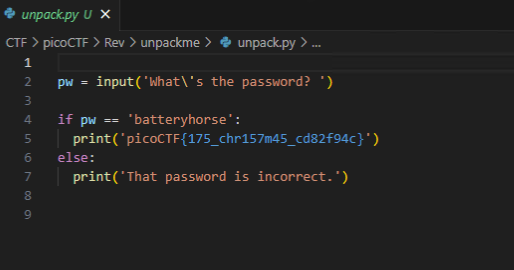 unpack.py U ×
CTF > picoCTF > Rev > unpackme > unpack.py > ...
1
2 pw = input('What\'s the password? ')
3
4 if pw == 'batteryhorse':
5 print('picoCTF{175_chr157m45_cd82f94c}')
6 else:
7 print('That password is incorrect.')
8
9